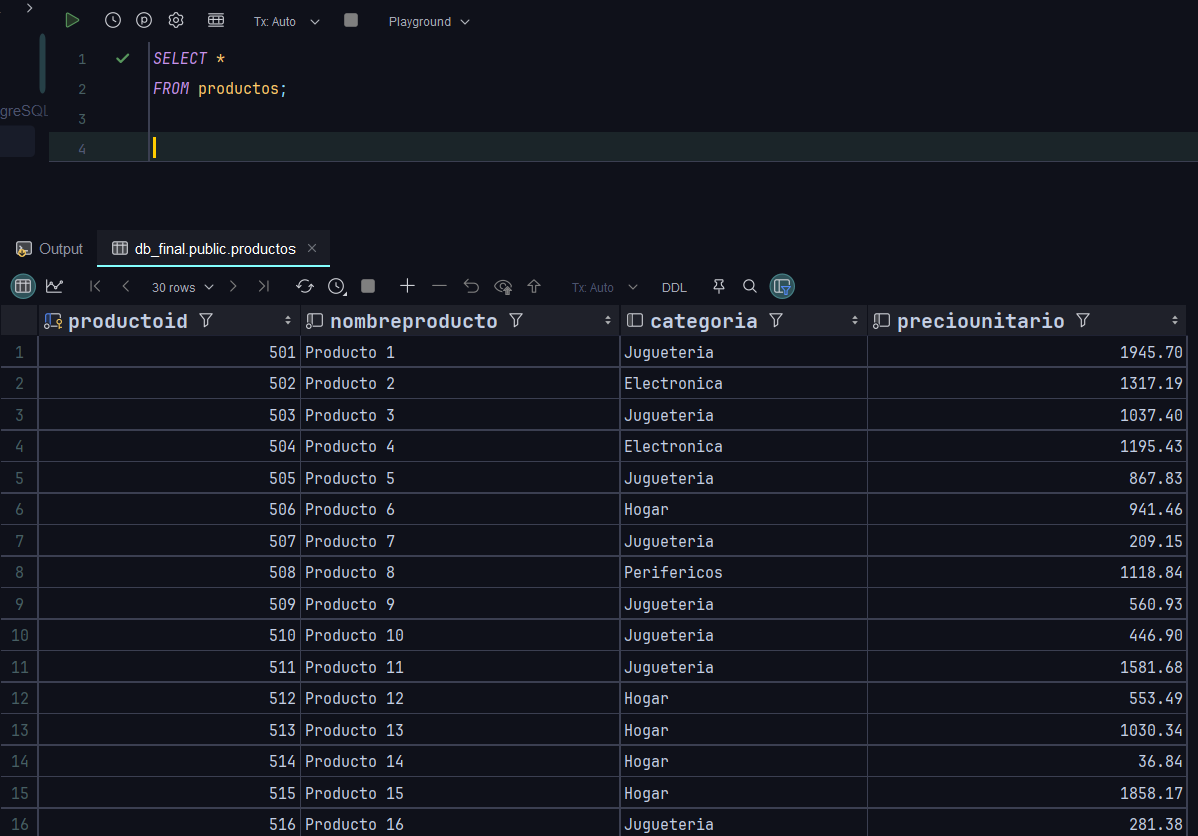 Tx: Auto Playground
1 SELECT *
2 FROM productos;
greSQL
3
4
Output db_final.public.productos
30 rows Tx: Auto DDL
productoid nombreproducto categoria preciounitario
1 501 Producto 1 Jugueteria 1945.70
2 502 Producto 2 Electronica 1317.19
3 503 Producto 3 Jugueteria 1037.40
4 504 Producto 4 Electronica 1195.43
5 505 Producto 5 Jugueteria 867.83
6 506 Producto 6 Hogar 941.46
7 507 Producto 7 Jugueteria 209.15
8 508 Producto 8 Perifericos 1118.84
9 509 Producto 9 Jugueteria 560.93
10 510 Producto 10 Jugueteria 446.90
11 511 Producto 11 Jugueteria 1581.68
12 512 Producto 12 Hogar 553.49
13 513 Producto 13 Hogar 1030.34
14 514 Producto 14 Hogar 36.84
15 515 Producto 15 Hogar 1858.17
16 516 Producto 16 Jugueteria 281.38